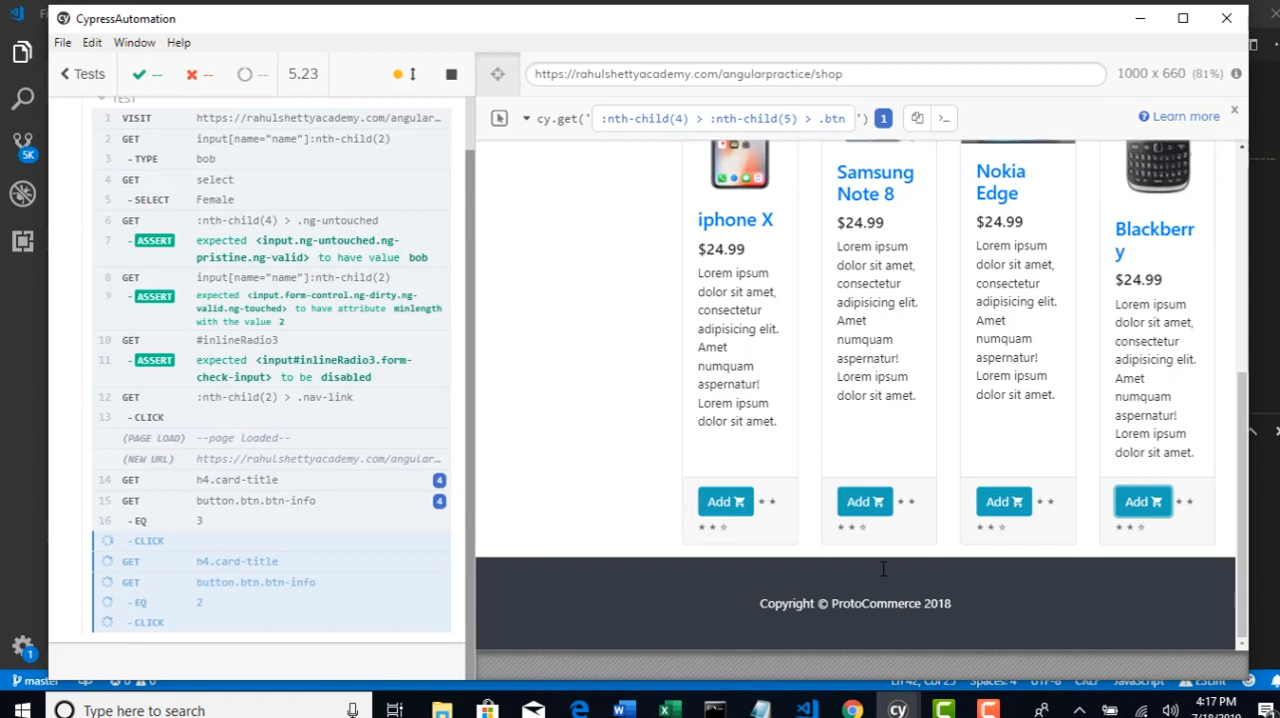 CypressAutomation
File Edit Window Help
Tests -- -- -- 5.23
https://rahulshettyacademy.com/angularpractice/shop
1000 x 660 (81%)
cy.get(' :nth-child(4) > :nth-child(5) > .btn ') 1
Learn more
TEST
1 VISIT https://rahulshettyacademy.com/angular…
2 GET input[name="name"]:nth-child(2)
3 -TYPE bob
4 GET select
5 -SELECT Female
6 GET :nth-child(4) > .ng-untouched
7 -ASSERT expected <input.ng-untouched.ng-
pristine.ng-valid> to have value bob
8 GET input[name="name"]:nth-child(2)
9 -ASSERT expected <input.form-control.ng-dirty.ng-
valid.ng-touched> to have attribute minlength
with the value 2
10 GET #inlineRadio3
11 -ASSERT expected <input#inlineRadio3.form-
check-input> to be disabled
12 GET :nth-child(2) > .nav-link
13 -CLICK
(PAGE LOAD) --page loaded--
(NEW URL) https://rahulshettyacademy.com/angular…
14 GET h4.card-title 4
15 GET button.btn.btn-info 4
16 -EQ 3
-CLICK
GET h4.card-title
GET button.btn.btn-info
-EQ 2
-CLICK
iphone X
$24.99
Lorem ipsum
dolor sit amet,
consectetur
adipisicing elit.
Amet
numquam
aspernatur!
Lorem ipsum
dolor sit amet.
Add
Samsung
Note 8
$24.99
Lorem ipsum
dolor sit amet,
consectetur
adipisicing elit.
Amet
numquam
aspernatur!
Lorem ipsum
dolor sit amet.
Add
Nokia
Edge
$24.99
Lorem ipsum
dolor sit amet,
consectetur
adipisicing elit.
Amet
numquam
aspernatur!
Lorem ipsum
dolor sit amet.
Add
Blackberr
y
$24.99
Lorem ipsum
dolor sit amet,
consectetur
adipisicing elit.
Amet
numquam
aspernatur!
Lorem ipsum
dolor sit amet.
Add
Copyright © ProtoCommerce 2018
5K
1
master
Type here to search
4:17 PM